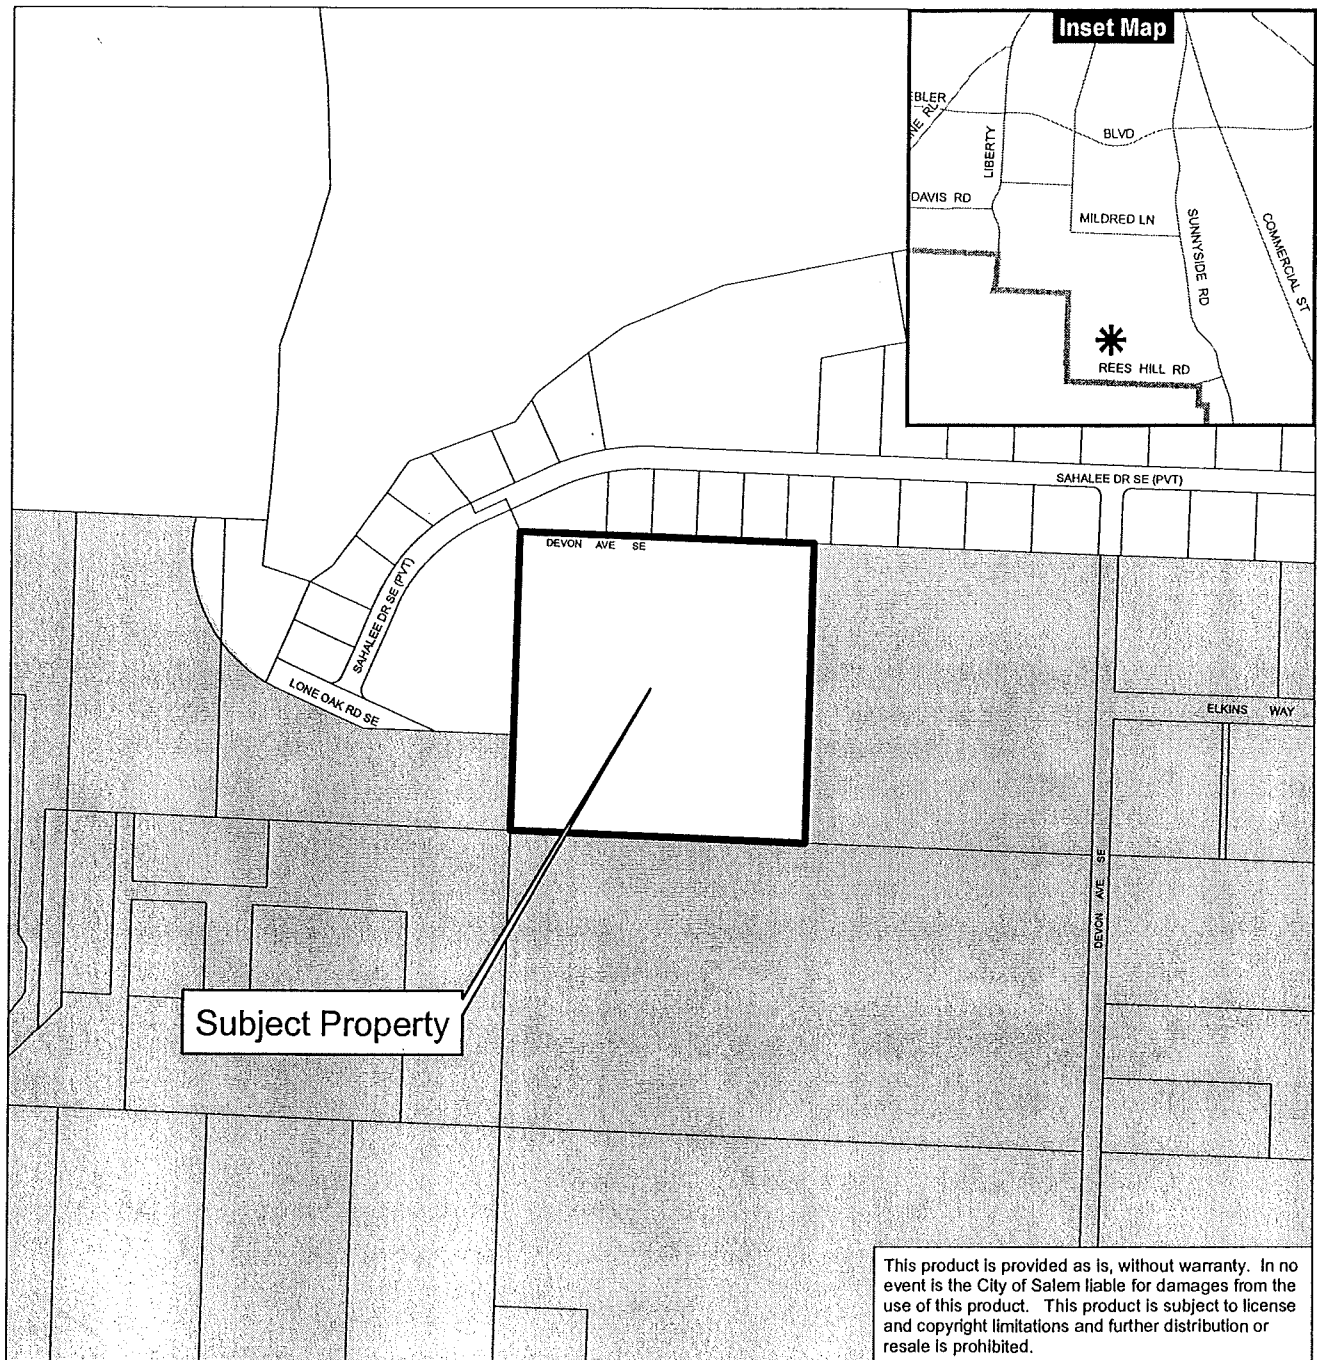 Inset Map
EBLER
NE RD
BLVD
LIBERTY
DAVIS RD
MILDRED LN
SUNNYSIDE RD
COMMERCIAL ST
REES HILL RD
SAHALEE DR SE (PVT)
DEVON AVE SE
SAHALEE DR SE (PVT)
LONE OAK RD SE
ELKINS WAY
DEVON AVE SE
Subject Property
This product is provided as is, without warranty. In no
event is the City of Salem liable for damages from the
use of this product. This product is subject to license
and copyright limitations and further distribution or
resale is prohibited.